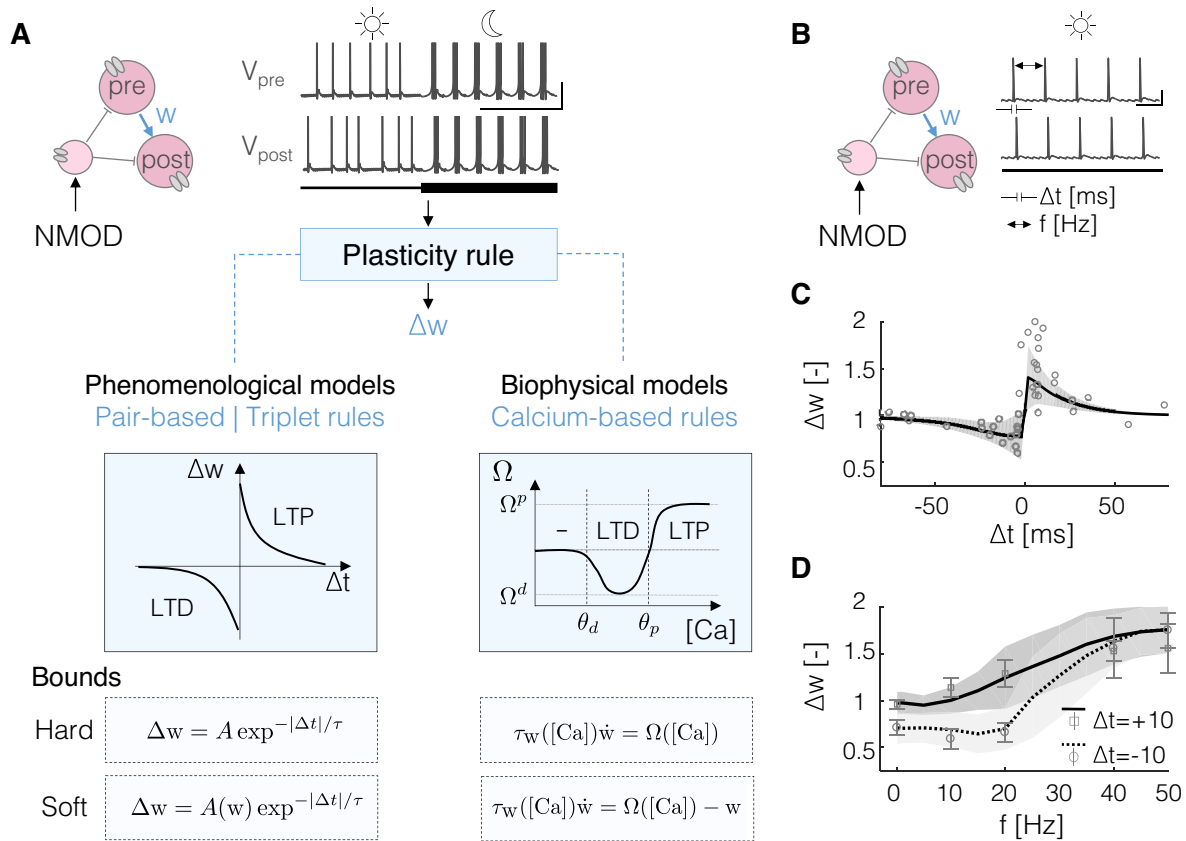 A
pre
w
post
NMOD
V_pre
V_post
Plasticity rule
Δw
Phenomenological models
Pair-based | Triplet rules
Δw
LTP
Δt
LTD
Biophysical models
Calcium-based rules
Ω
Ω^p
–
LTD
LTP
Ω^d
θ_d
θ_p
[Ca]
Bounds
Hard
Δw = A exp^{-|Δt|/τ}
τ_w([Ca])ẇ = Ω([Ca])
Soft
Δw = A(w) exp^{-|Δt|/τ}
τ_w([Ca])ẇ = Ω([Ca]) − w
B
pre
w
post
NMOD
Δt [ms]
f [Hz]
C
2
1.5
1
0.5
Δw [-]
-50
0
50
Δt [ms]
D
2
1.5
1
0.5
Δw [-]
Δt=+10
Δt=-10
0
10
20
30
40
50
f [Hz]